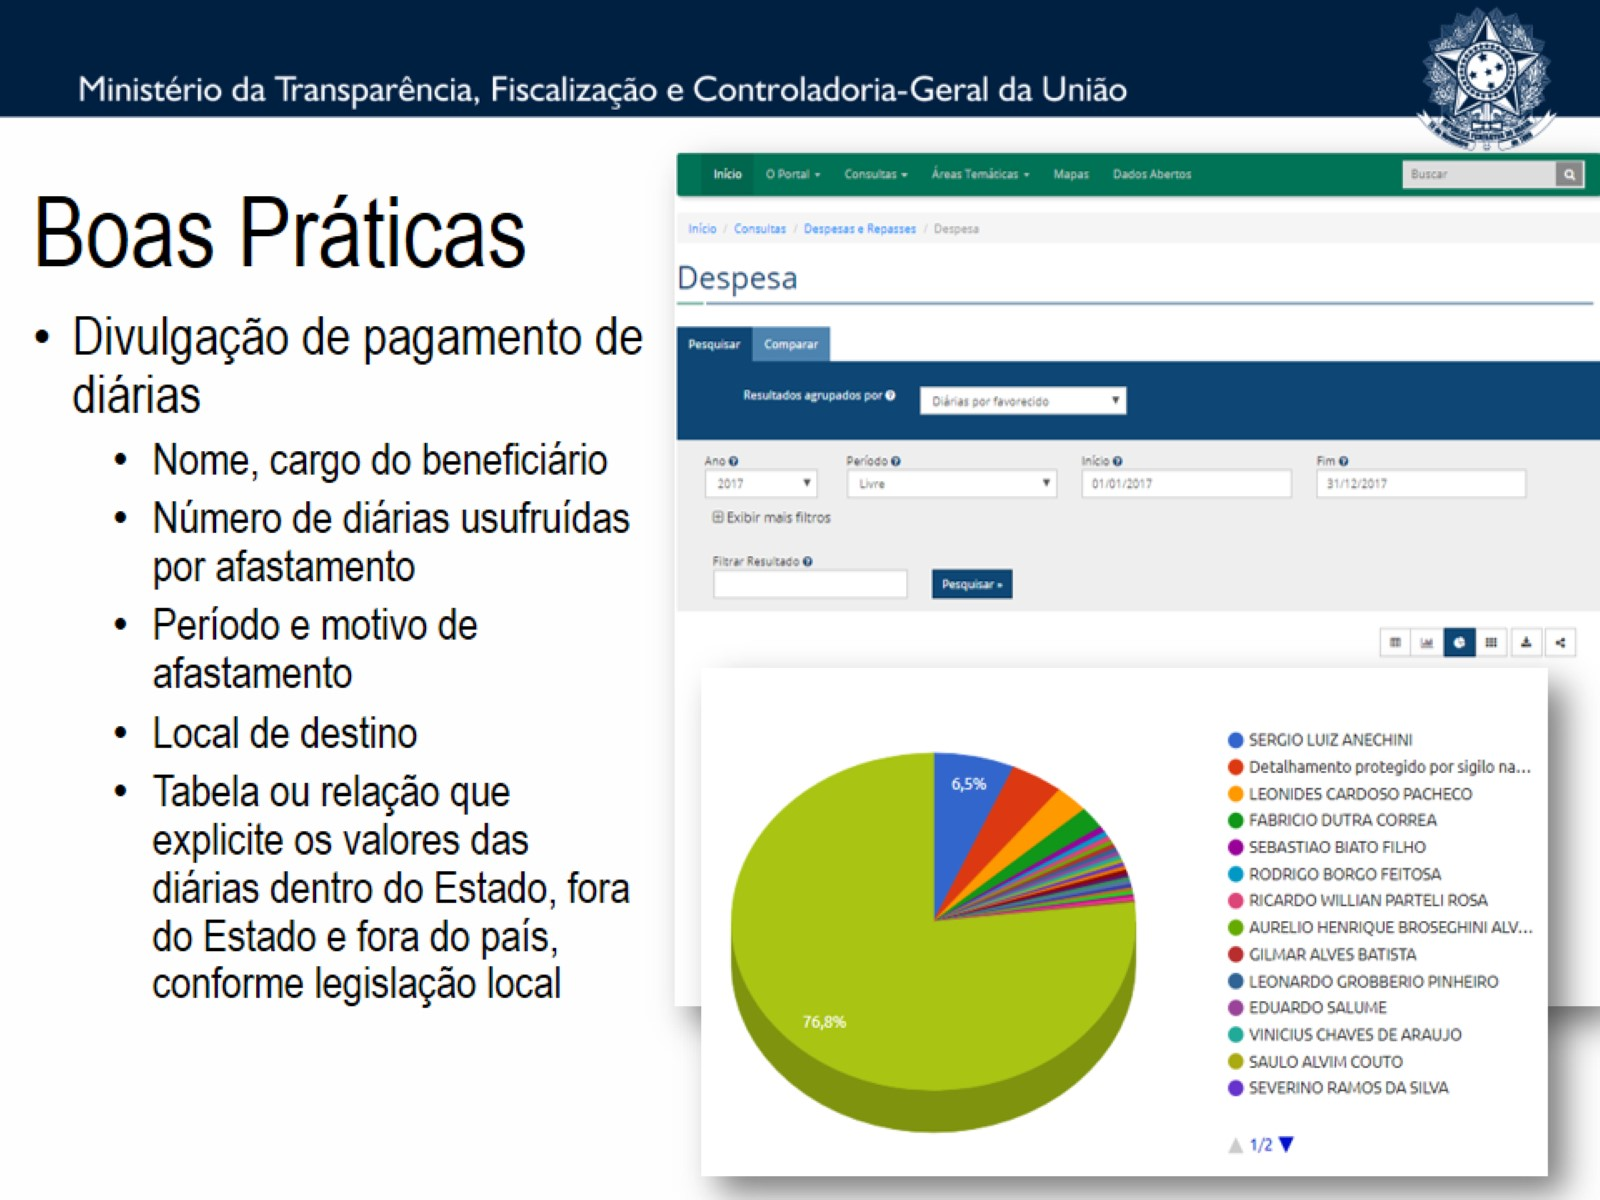 Ministério da Transparência, Fiscalização e Controladoria-Geral da União
Boas Práticas
• Divulgação de pagamento de
diárias
• Nome, cargo do beneficiário
• Número de diárias usufruídas
por afastamento
• Período e motivo de
afastamento
• Local de destino
• Tabela ou relação que
explicite os valores das
diárias dentro do Estado, fora
do Estado e fora do país,
conforme legislação local
Início O Portal Consultas Áreas Temáticas Mapas Dados Abertos Buscar
Início / Consultas / Despesas e Repasses / Despesa
Despesa
Pesquisar Comparar
Resultados agrupados por Diárias por favorecido
Ano Período Início Fim
2017 Livre 01/01/2017 31/12/2017
Exibir mais filtros
Filtrar Resultado
Pesquisar »
6,5%
76,8%
SERGIO LUIZ ANECHINI
Detalhamento protegido por sigilo na...
LEONIDES CARDOSO PACHECO
FABRICIO DUTRA CORREA
SEBASTIAO BIATO FILHO
RODRIGO BORGO FEITOSA
RICARDO WILLIAN PARTELI ROSA
AURELIO HENRIQUE BROSEGHINI ALV...
GILMAR ALVES BATISTA
LEONARDO GROBBERIO PINHEIRO
EDUARDO SALUME
VINICIUS CHAVES DE ARAUJO
SAULO ALVIM COUTO
SEVERINO RAMOS DA SILVA
1/2